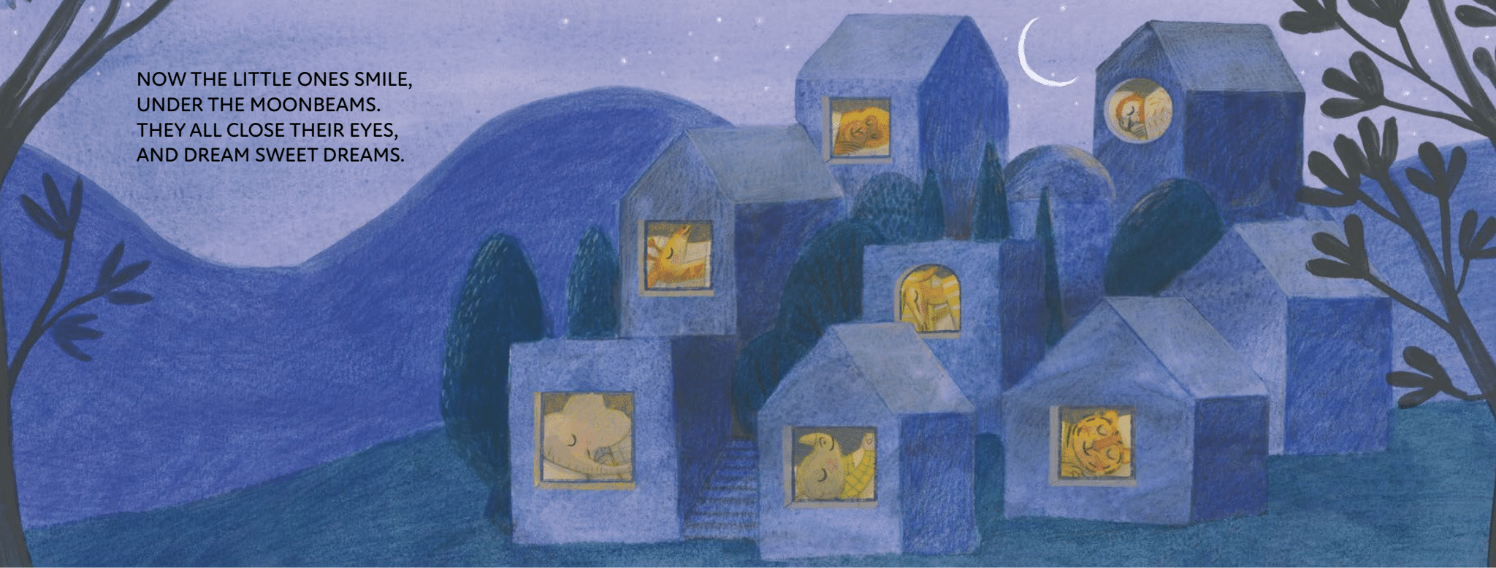 NOW THE LITTLE ONES SMILE,
UNDER THE MOONBEAMS.
THEY ALL CLOSE THEIR EYES,
AND DREAM SWEET DREAMS.